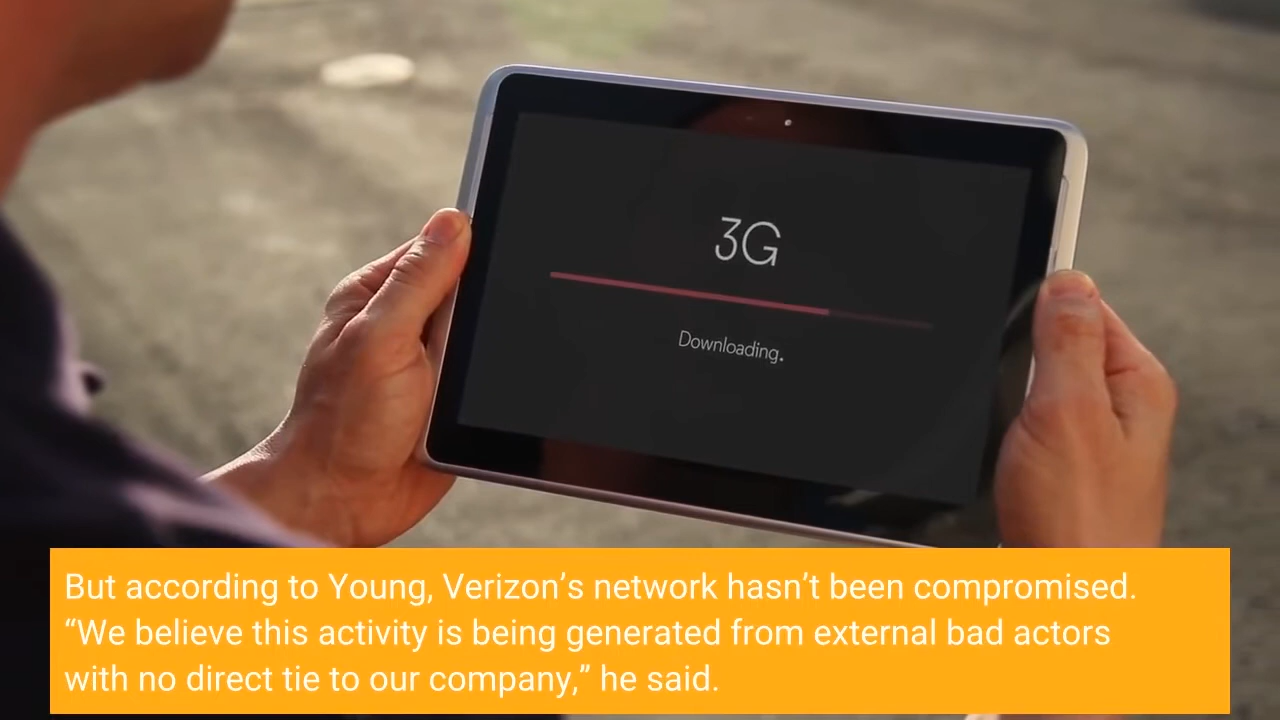 3G
Downloading.
But according to Young, Verizon’s network hasn’t been compromised.
“We believe this activity is being generated from external bad actors
with no direct tie to our company,” he said.